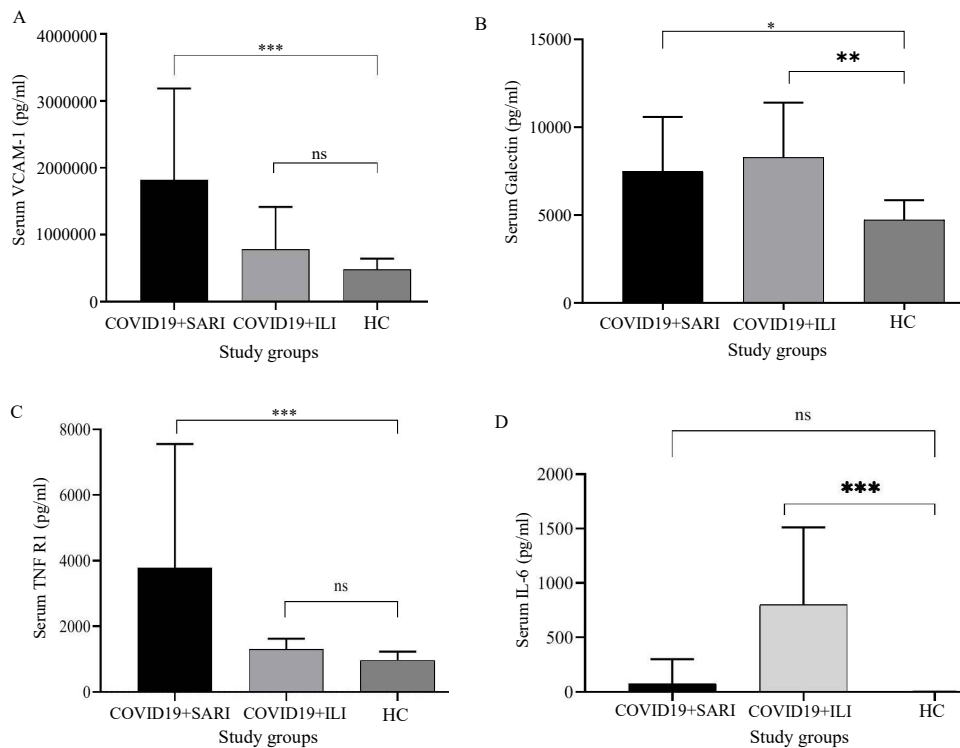 A
Serum VCAM-1 (pg/ml)
4000000
3000000
2000000
1000000
0
***
ns
COVID19+SARI COVID19+ILI HC
Study groups
B
Serum Galectin (pg/ml)
15000
10000
5000
0
*
**
COVID19+SARI COVID19+ILI HC
Study groups
C
Serum TNF R1 (pg/ml)
8000
6000
4000
2000
0
***
ns
COVID19+SARI COVID19+ILI HC
Study groups
D
Serum IL-6 (pg/ml)
2000
1500
1000
500
0
ns
***
COVID19+SARI COVID19+ILI HC
Study groups